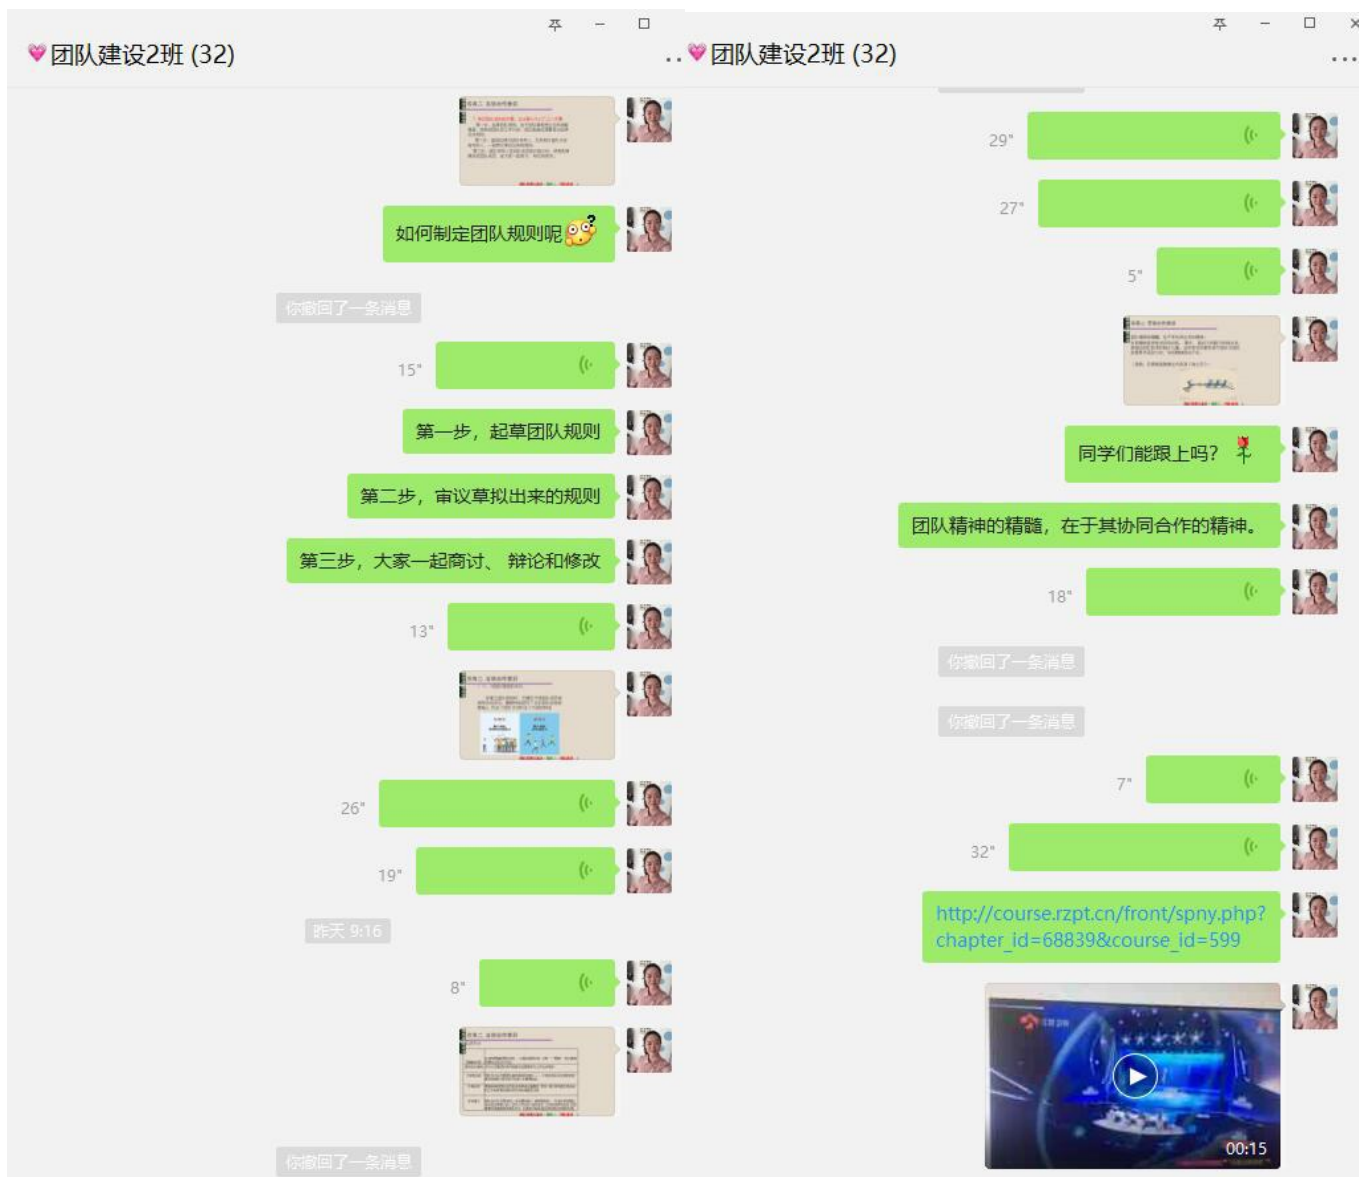 团队建设2班 (32)
如何制定团队规则呢
你撤回了一条消息
15"
第一步，起草团队规则
第二步，审议草拟出来的规则
第三步，大家一起商讨、 辩论和修改
13"
26"
19"
昨天 9:16
8"
你撤回了一条消息
团队建设2班 (32)
29"
27"
5"
同学们能跟上吗？
团队精神的精髓，在于其协同合作的精神。
18"
你撤回了一条消息
你撤回了一条消息
7"
32"
http://course.rzpt.cn/front/spny.php?
chapter_id=68839&course_id=599
00:15